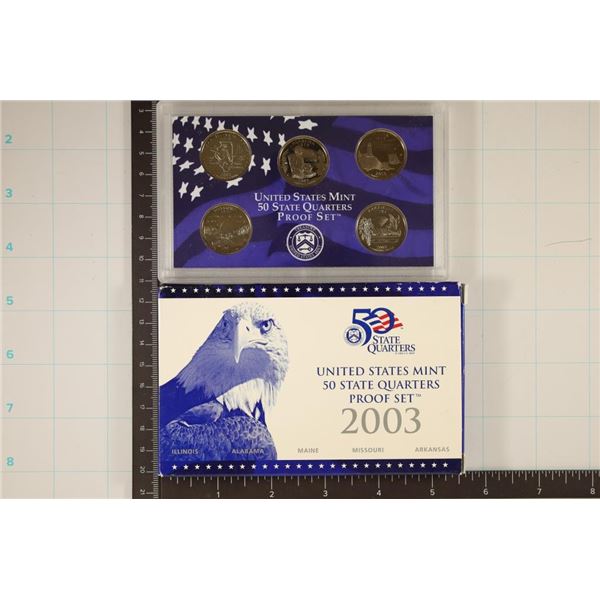 UNITED STATES MINT
50 STATE QUARTERS
PROOF SET™
50
STATE
QUARTERS
UNITED STATES MINT
50 STATE QUARTERS
PROOF SET™
2003
ILLINOIS ALABAMA MAINE MISSOURI ARKANSAS
2
3
4
5
6
7
8
1 2 3 4 5 6 7 8